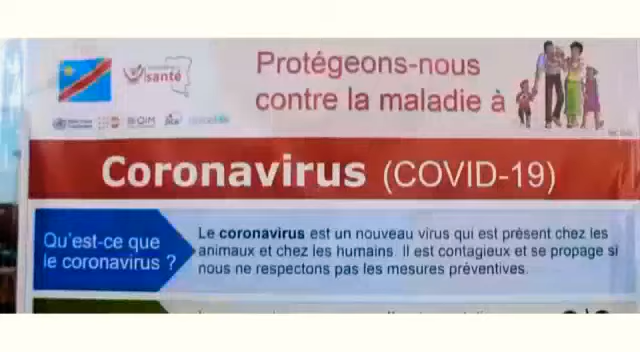 santé
Protégeons-nous
contre la maladie à
Coronavirus (COVID-19)
Qu'est-ce que
le coronavirus ?
Le coronavirus est un nouveau virus qui est présent chez les
animaux et chez les humains. Il est contagieux et se propage si
nous ne respectons pas les mesures préventives.